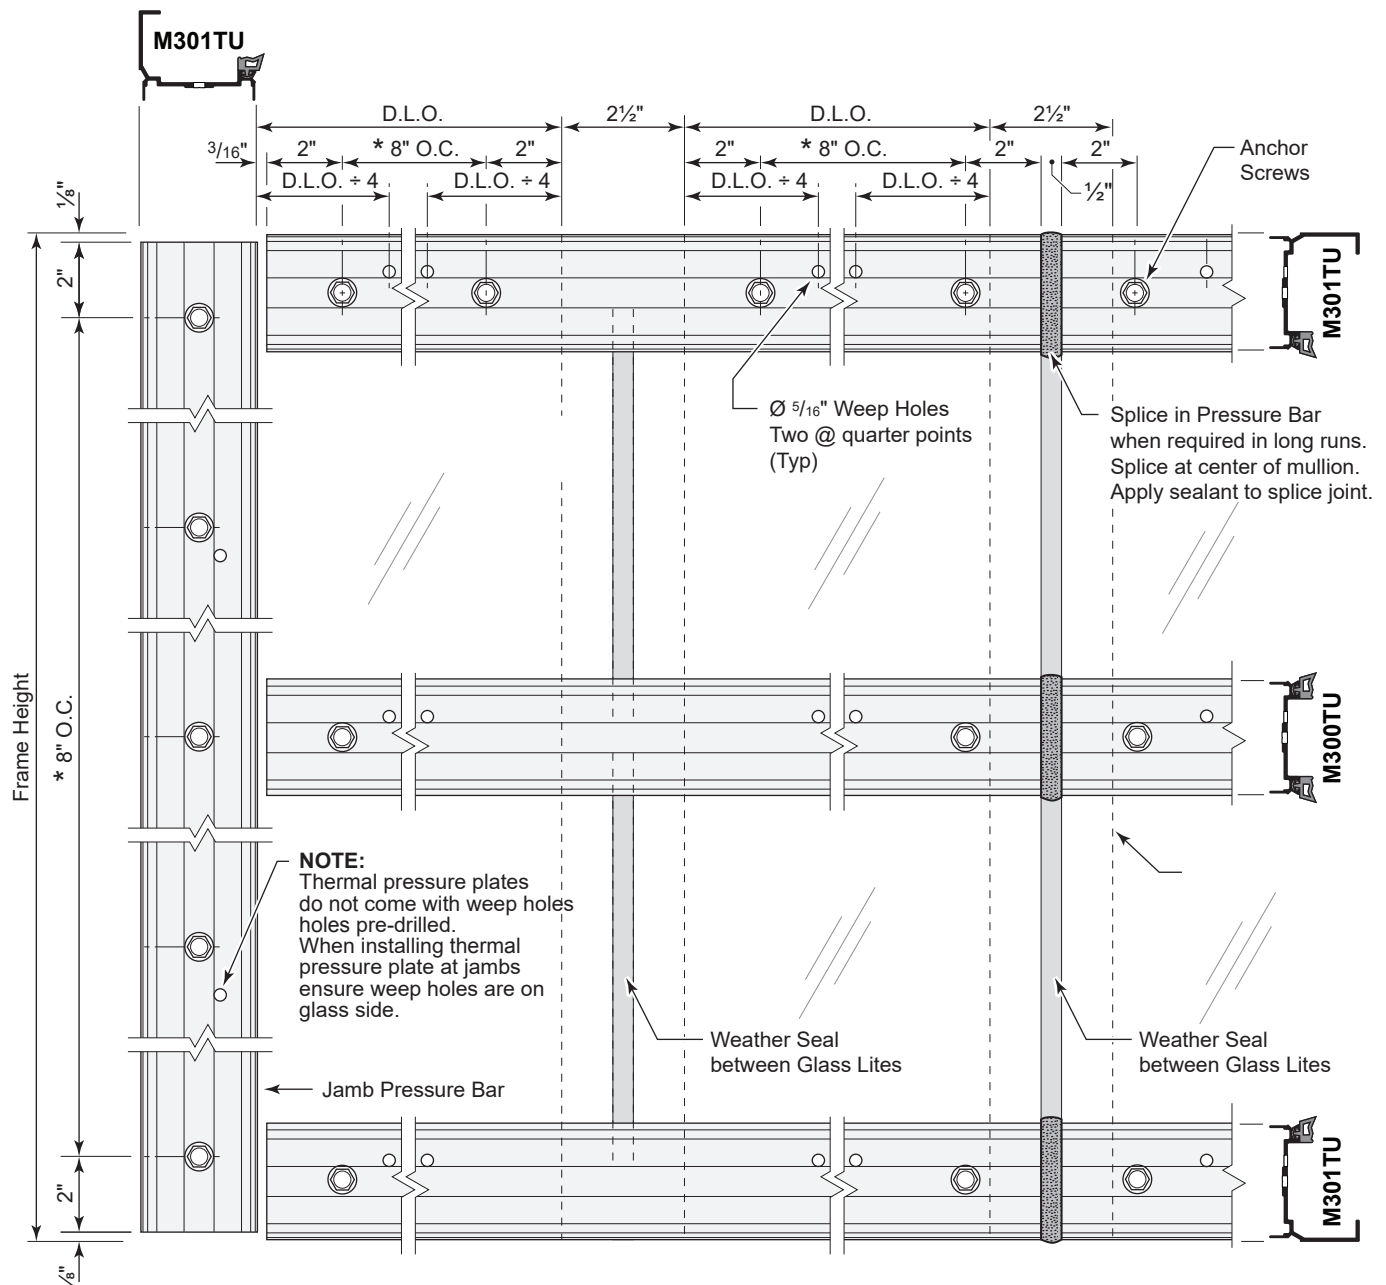 M301TU
D.L.O.
2½"
D.L.O.
2½"
3/16"
2"
* 8" O.C.
2"
2"
* 8" O.C.
2"
2"
Anchor
Screws
D.L.O. ÷ 4
D.L.O. ÷ 4
D.L.O. ÷ 4
D.L.O. ÷ 4
½"
⅛"
2"
M301TU
Ø 5/16" Weep Holes
Two @ quarter points
(Typ)
Splice in Pressure Bar
when required in long runs.
Splice at center of mullion.
Apply sealant to splice joint.
Frame Height
* 8" O.C.
M300TU
NOTE:
Thermal pressure plates
do not come with weep holes
holes pre-drilled.
When installing thermal
pressure plate at jambs
ensure weep holes are on
glass side.
Weather Seal
between Glass Lites
Weather Seal
between Glass Lites
Jamb Pressure Bar
2"
M301TU